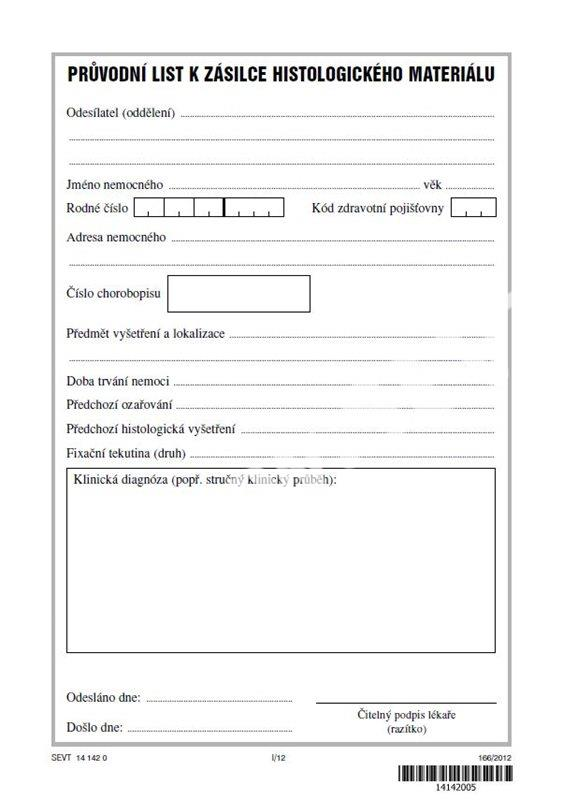 PRŮVODNÍ LIST K ZÁSILCE HISTOLOGICKÉHO MATERIÁLU
Odesílatel (oddělení)
Jméno nemocného věk
Rodné číslo Kód zdravotní pojišťovny
Adresa nemocného
Číslo chorobopisu
Předmět vyšetření a lokalizace
Doba trvání nemoci
Předchozí ozařování
Předchozí histologická vyšetření
Fixační tekutina (druh)
Klinická diagnóza (popř. stručný klinický průběh):
Odesláno dne:
Čitelný podpis lékaře
(razítko)
Došlo dne:
SEVT 14 142 0 I/12 166/2012
14142005